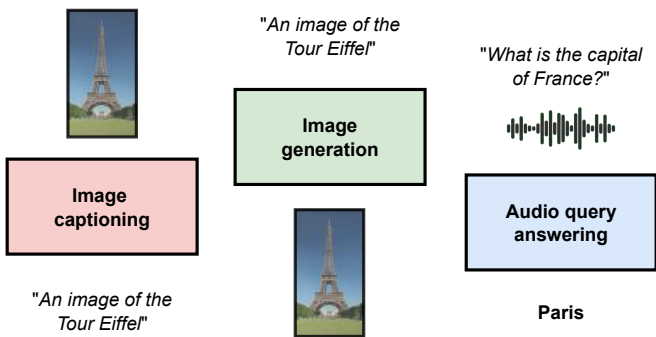 "An image of the
Tour Eiffel"
Image
generation
"What is the capital
of France?"
Image
captioning
Audio query
answering
"An image of the
Tour Eiffel"
Paris